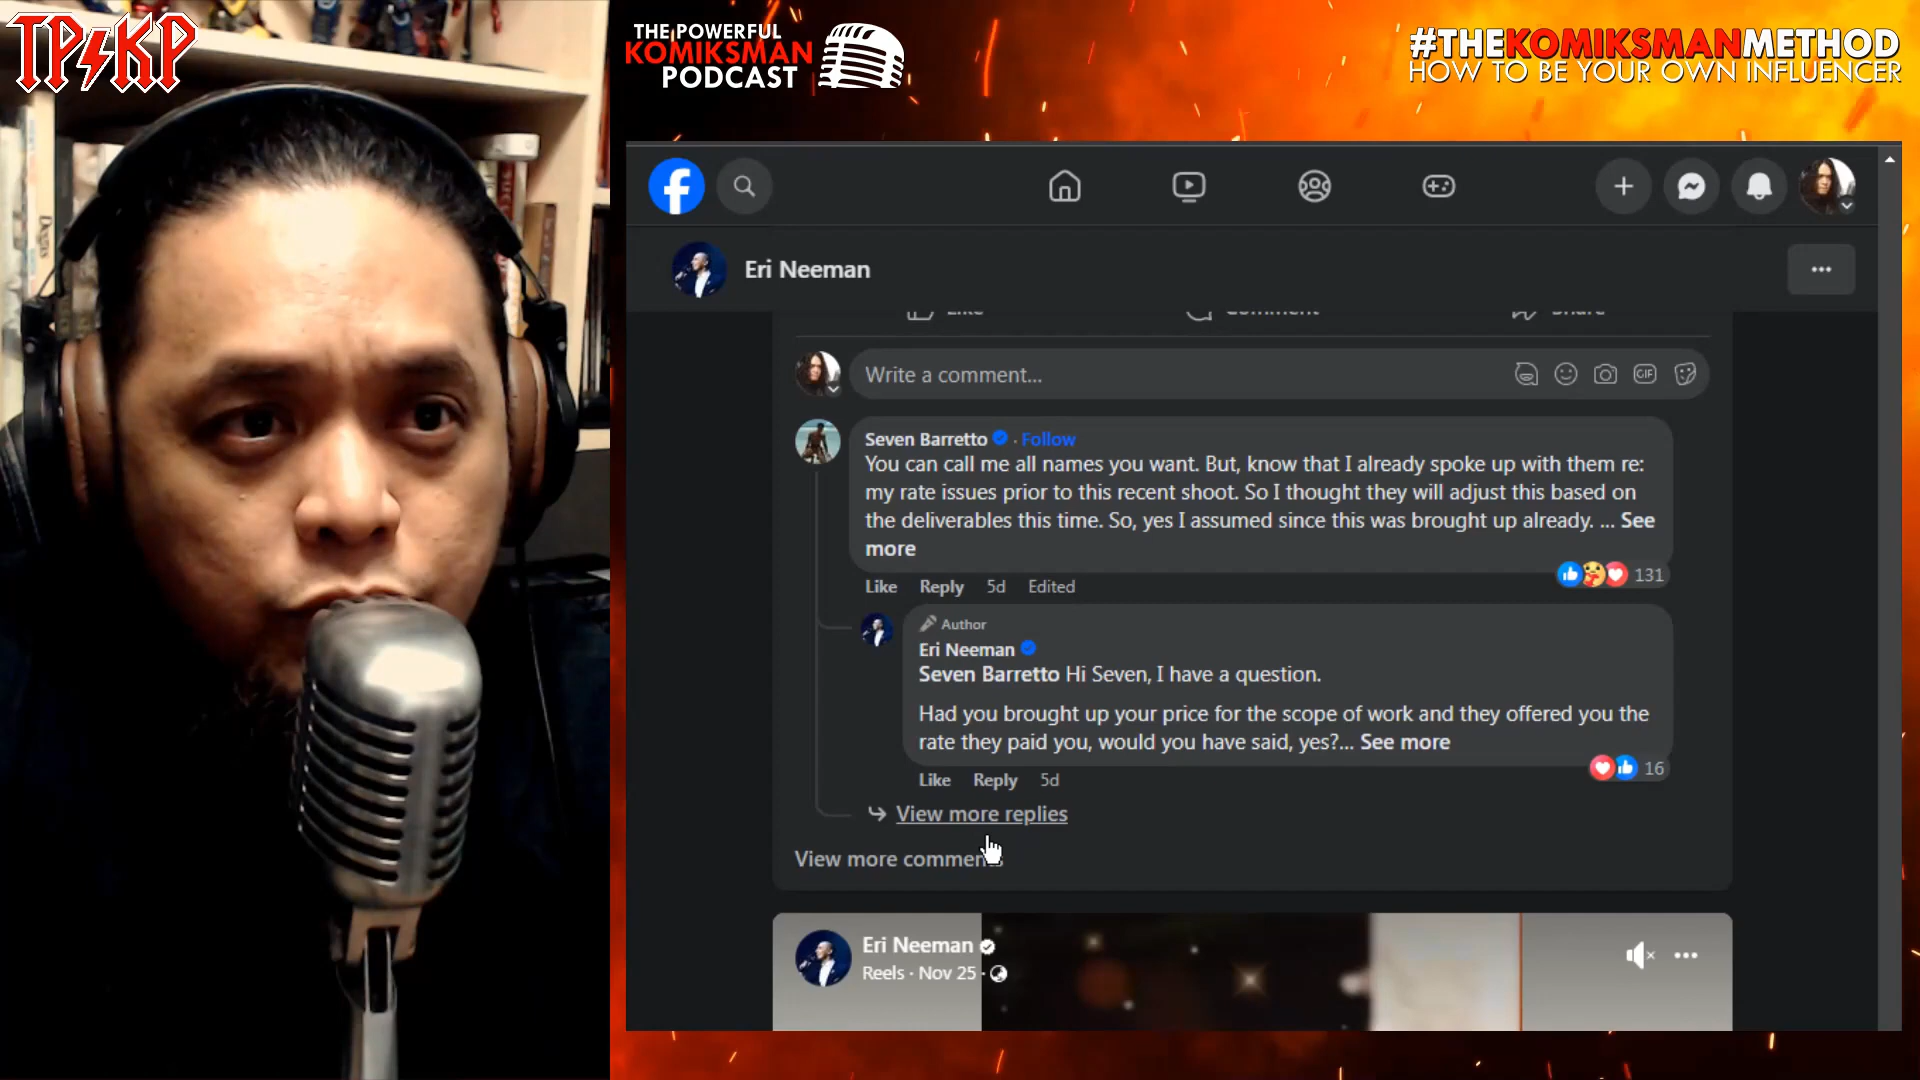 TP KP
THE POWERFUL
KOMIKSMAN
PODCAST
#THEKOMIKSMANMETHOD
HOW TO BE YOUR OWN INFLUENCER
Eri Neeman
Like Comment Share
Write a comment...
GIF
Seven Barretto · Follow
You can call me all names you want. But, know that I already spoke up with them re:
my rate issues prior to this recent shoot. So I thought they will adjust this based on
the deliverables this time. So, yes I assumed since this was brought up already. ... See
more
131
Like Reply 5d Edited
Author
Eri Neeman
Seven Barretto Hi Seven, I have a question.
Had you brought up your price for the scope of work and they offered you the
rate they paid you, would you have said, yes?... See more
16
Like Reply 5d
View more replies
View more comments
Eri Neeman
Reels · Nov 25 ·